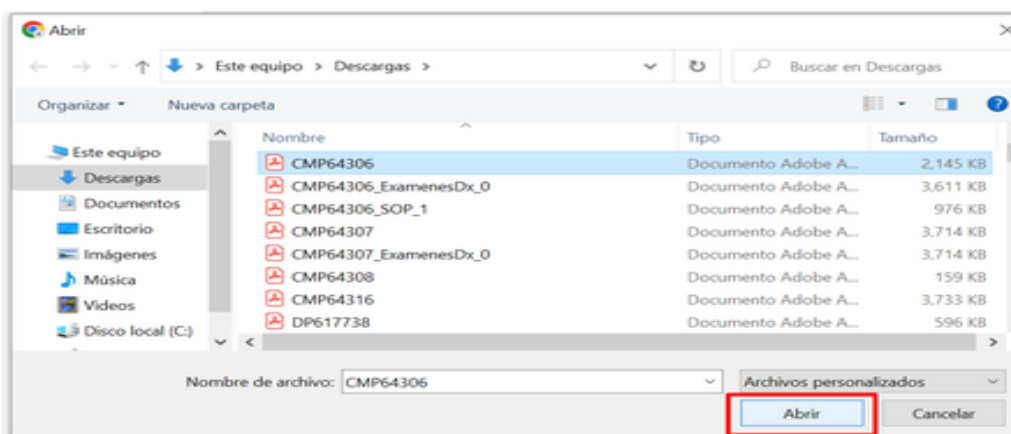 Abrir
Este equipo > Descargas >
Buscar en Descargas
Organizar
Nueva carpeta
Este equipo
Descargas
Documentos
Escritorio
Imágenes
Música
Videos
Disco local (C:)
Nombre Tipo Tamaño
CMP64306 Documento Adobe A... 2,145 KB
CMP64306_ExamenesDx_0 Documento Adobe A... 3,611 KB
CMP64306_SOP_1 Documento Adobe A... 976 KB
CMP64307 Documento Adobe A... 3,714 KB
CMP64307_ExamenesDx_0 Documento Adobe A... 3,714 KB
CMP64308 Documento Adobe A... 159 KB
CMP64316 Documento Adobe A... 3,733 KB
DP617738 Documento Adobe A... 596 KB
Nombre de archivo: CMP64306
Archivos personalizados
Abrir Cancelar